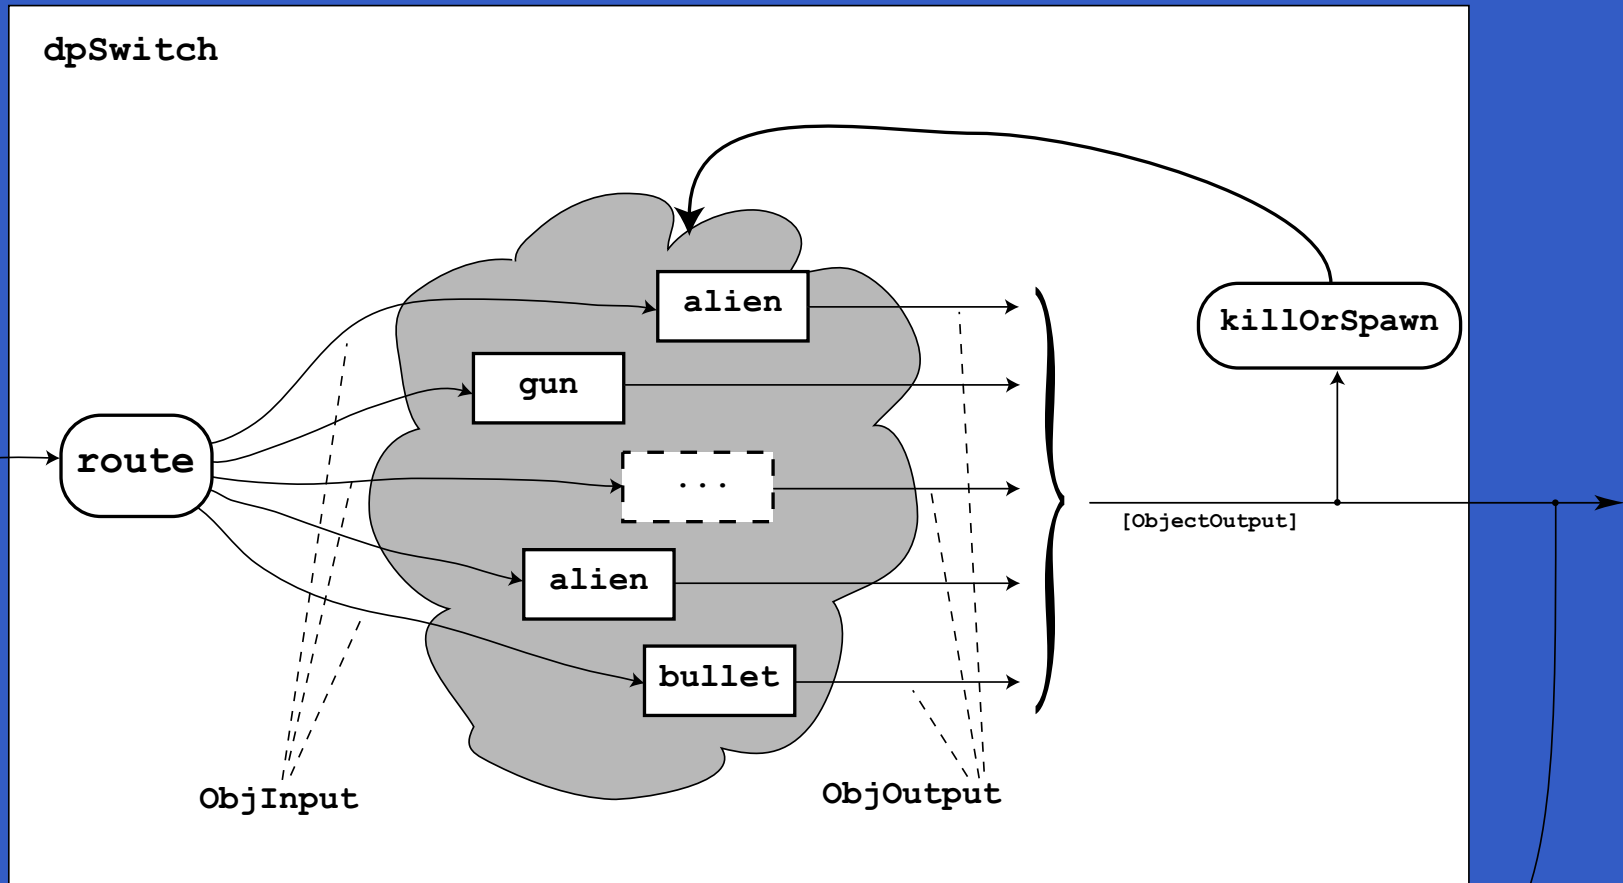 dpSwitch
alien
killOrSpawn
gun
route
...
[ObjectOutput]
alien
bullet
ObjInput
ObjOutput